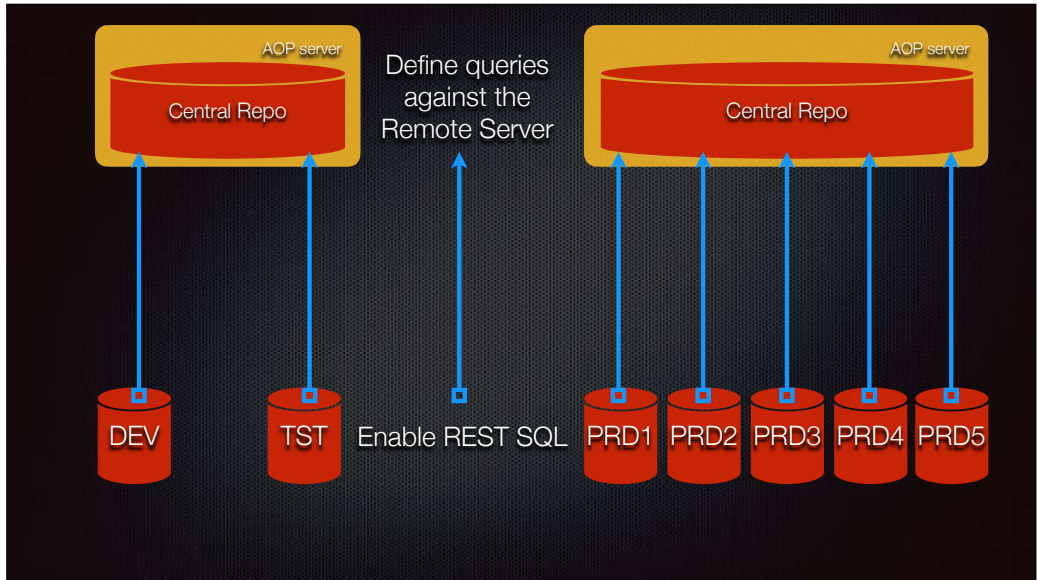 AOP server
Central Repo
Define queries
against the
Remote Server
AOP server
Central Repo
DEV
TST
Enable REST SQL
PRD1
PRD2
PRD3
PRD4
PRD5